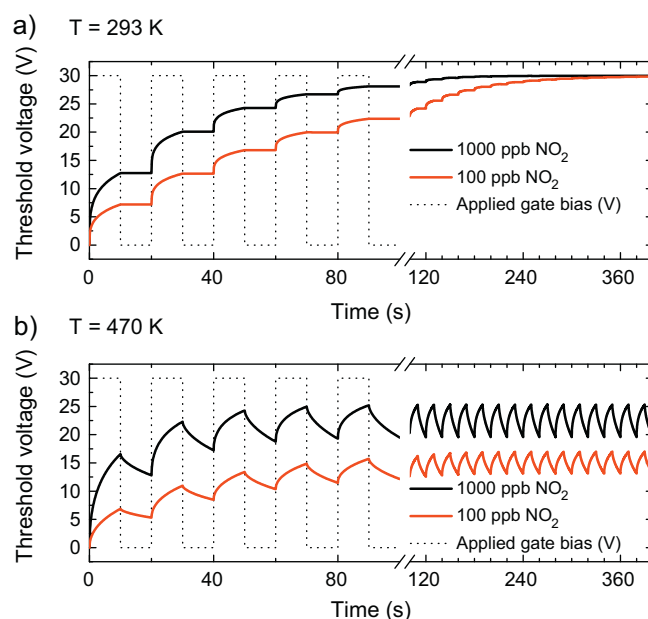 a) T = 293 K
Threshold voltage (V)
30
25
20
15
10
5
0
1000 ppb NO₂
100 ppb NO₂
Applied gate bias (V)
0 40 80 120 240 360
Time (s)
b) T = 470 K
Threshold voltage (V)
30
25
20
15
10
5
0
1000 ppb NO₂
100 ppb NO₂
Applied gate bias (V)
0 40 80 120 240 360
Time (s)